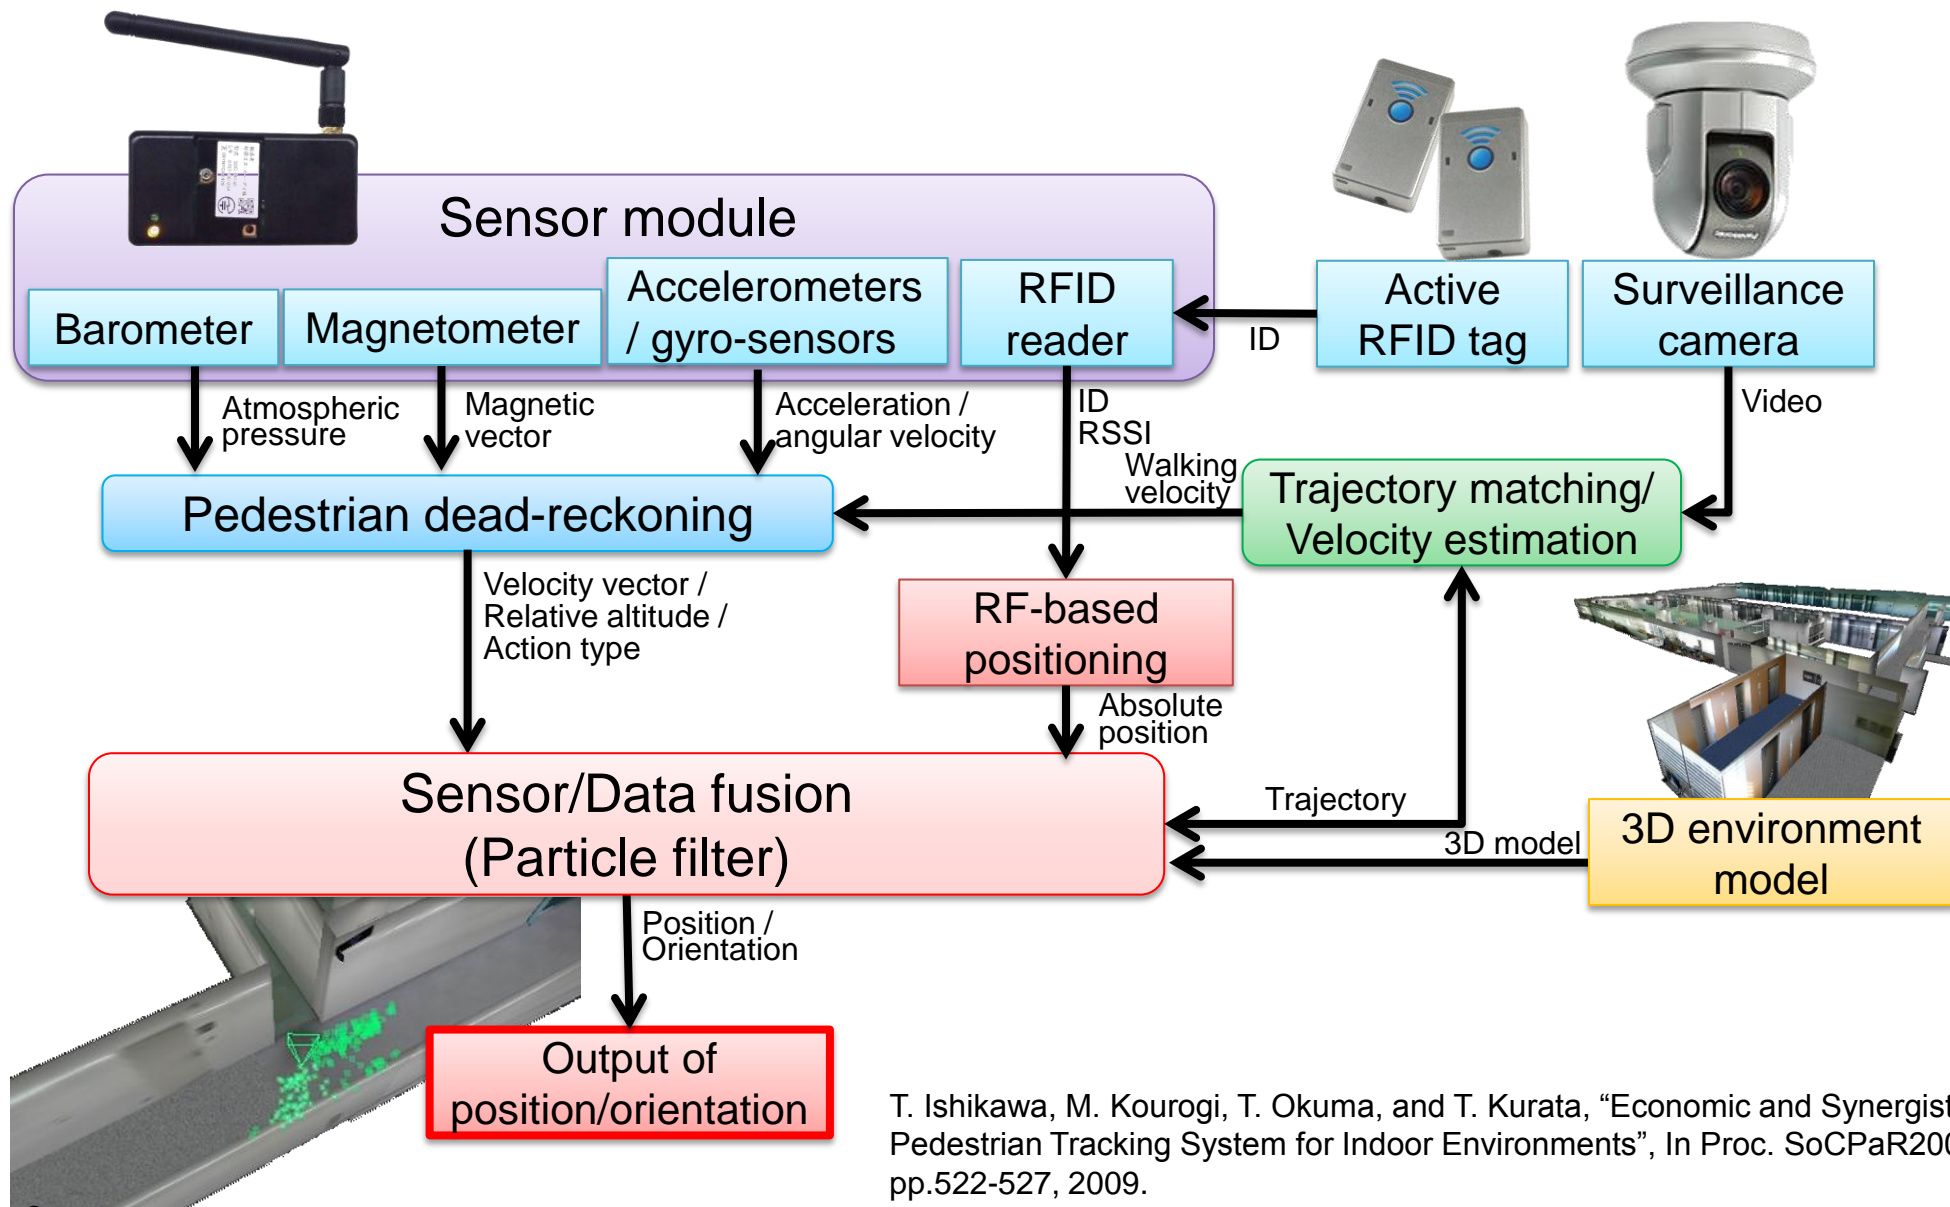 Sensor module
Barometer
Magnetometer
Accelerometers
/ gyro-sensors
RFID
reader
ID
Active
RFID tag
Surveillance
camera
Atmospheric
pressure
Magnetic
vector
Acceleration /
angular velocity
ID
RSSI
Video
Walking
velocity
Pedestrian dead-reckoning
Trajectory matching/
Velocity estimation
Velocity vector /
Relative altitude /
Action type
RF-based
positioning
Absolute
position
Sensor/Data fusion
(Particle filter)
Trajectory
3D model
3D environment
model
Position /
Orientation
Output of
position/orientation
T. Ishikawa, M. Kourogi, T. Okuma, and T. Kurata, “Economic and Synergist
Pedestrian Tracking System for Indoor Environments”, In Proc. SoCPaR200
pp.522-527, 2009.